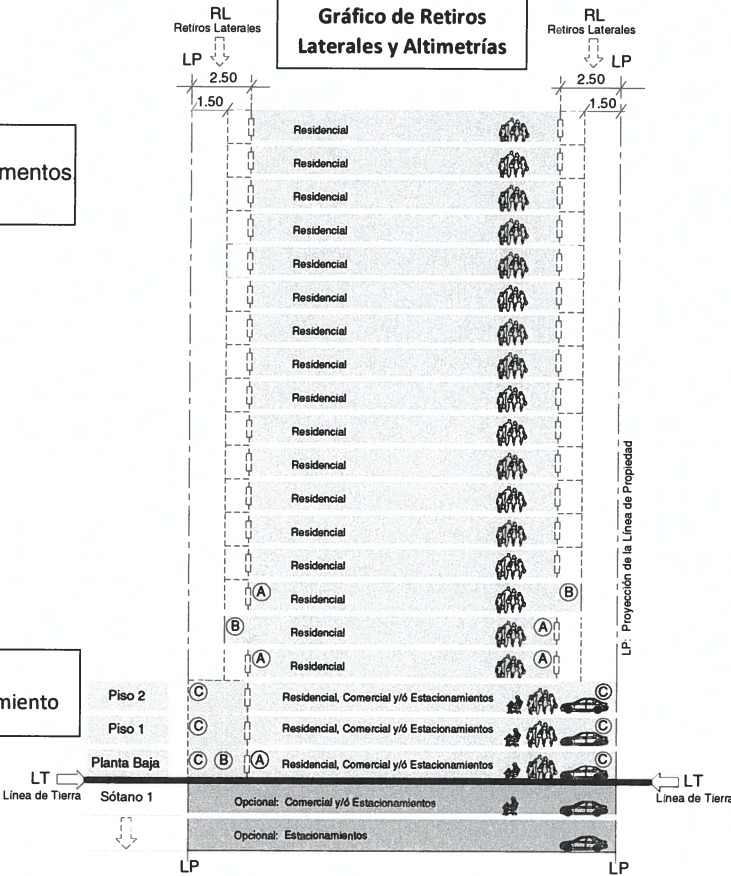 Gráfico de Retiros
Laterales y Altimetrías
RL
Retiros Laterales
LP
2.50
1.50
RL
Retiros Laterales
LP
2.50
1.50
mentos
Residencial
Residencial
Residencial
Residencial
Residencial
Residencial
Residencial
Residencial
Residencial
Residencial
Residencial
Residencial
Residencial
Residencial
A Residencial B
B Residencial A
A Residencial A
LP: Proyección de la Línea de Propiedad
miento
Piso 2 C Residencial, Comercial y/ó Estacionamientos C
Piso 1 C Residencial, Comercial y/ó Estacionamientos C
Planta Baja C B A Residencial, Comercial y/ó Estacionamientos C
LT
Línea de Tierra
LT
Línea de Tierra
Sótano 1 Opcional: Comercial y/ó Estacionamientos
Opcional: Estacionamientos
LP
LP